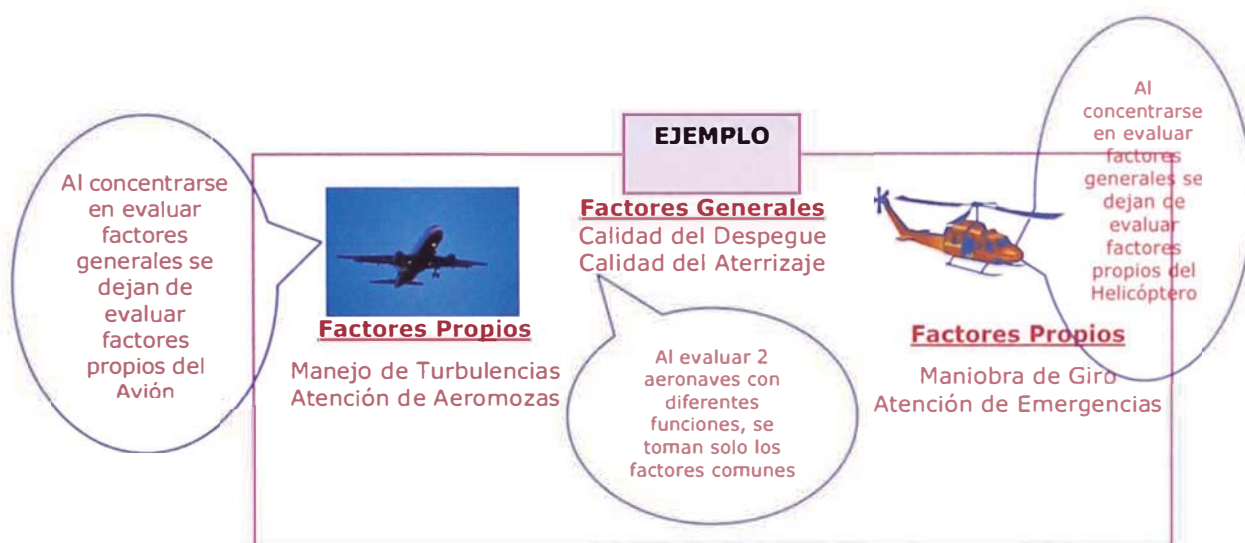 EJEMPLO
Al concentrarse
en evaluar
factores
generales se
dejan de
evaluar
factores
propios del
Avión
Factores Propios
Manejo de Turbulencias
Atención de Aeromozas
Factores Generales
Calidad del Despegue
Calidad del Aterrizaje
Al evaluar 2
aeronaves con
diferentes
funciones, se
toman solo los
factores comunes
Al
concentrarse
en evaluar
factores
generales se
dejan de
evaluar
factores
propios del
Helicóptero
Factores Propios
Maniobra de Giro
Atención de Emergencias